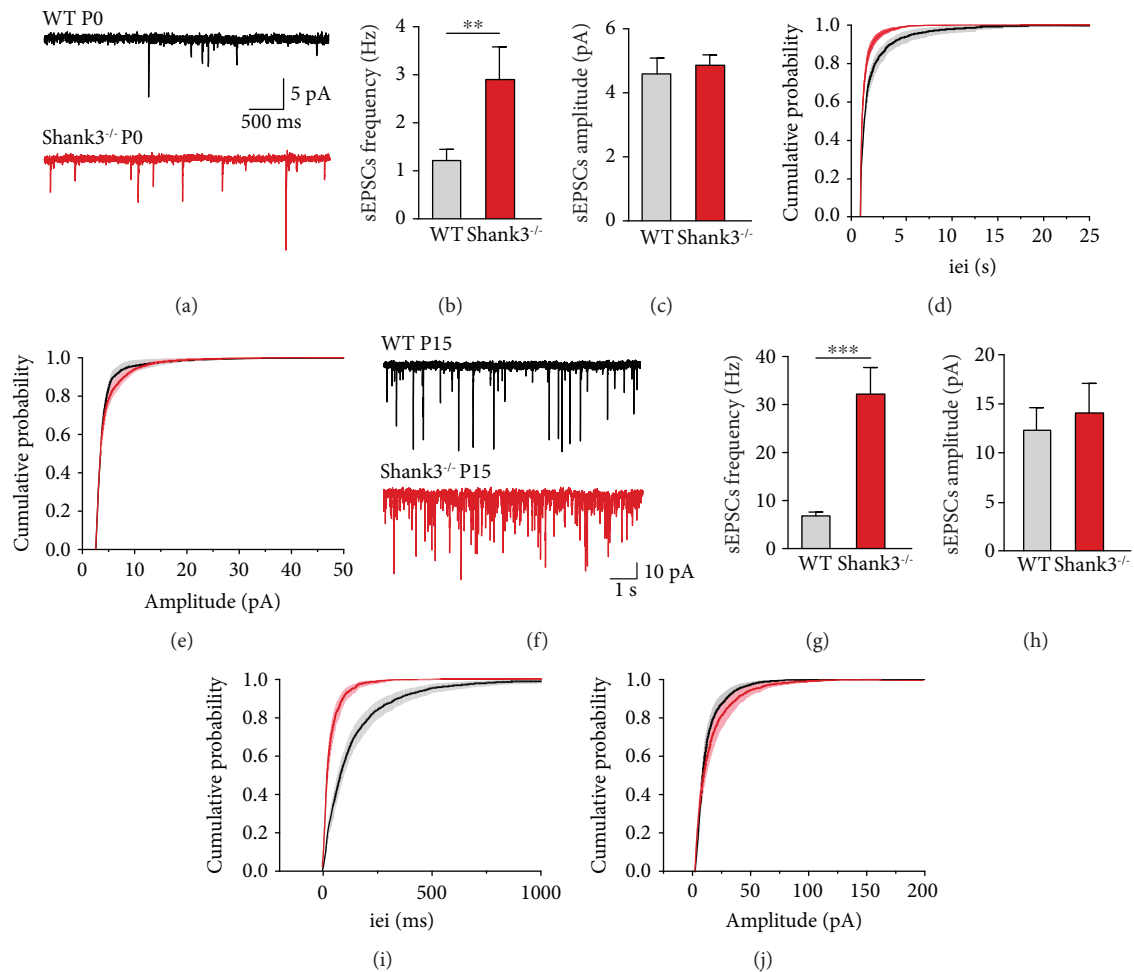 WT P0
5 pA
500 ms
Shank3-/- P0
(a)
sEPSCs frequency (Hz)
4
3
2
1
0
**
WT Shank3-/-
(b)
sEPSCs amplitude (pA)
6
4
2
0
WT Shank3-/-
(c)
Cumulative probability
1.0
0.8
0.6
0.4
0.2
0.0
0 5 10 15 20 25
iei (s)
(d)
Cumulative probability
1.0
0.8
0.6
0.4
0.2
0.0
0 10 20 30 40 50
Amplitude (pA)
(e)
WT P15
Shank3-/- P15
10 pA
1 s
(f)
sEPSCs frequency (Hz)
40
30
20
10
0
***
WT Shank3-/-
(g)
sEPSCs amplitude (pA)
20
15
10
5
0
WT Shank3-/-
(h)
Cumulative probability
1.0
0.8
0.6
0.4
0.2
0.0
0 500 1000
iei (ms)
(i)
Cumulative probability
1.0
0.8
0.6
0.4
0.2
0.0
0 50 100 150 200
Amplitude (pA)
(j)